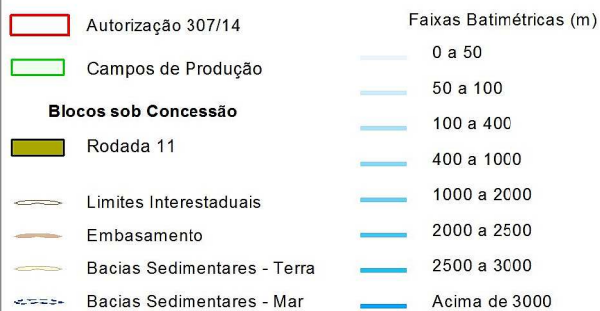 Autorização 307/14
Campos de Produção
Blocos sob Concessão
Rodada 11
Limites Interestaduais
Embasamento
Bacias Sedimentares - Terra
Bacias Sedimentares - Mar
Faixas Batimétricas (m)
0 a 50
50 a 100
100 a 400
400 a 1000
1000 a 2000
2000 a 2500
2500 a 3000
Acima de 3000